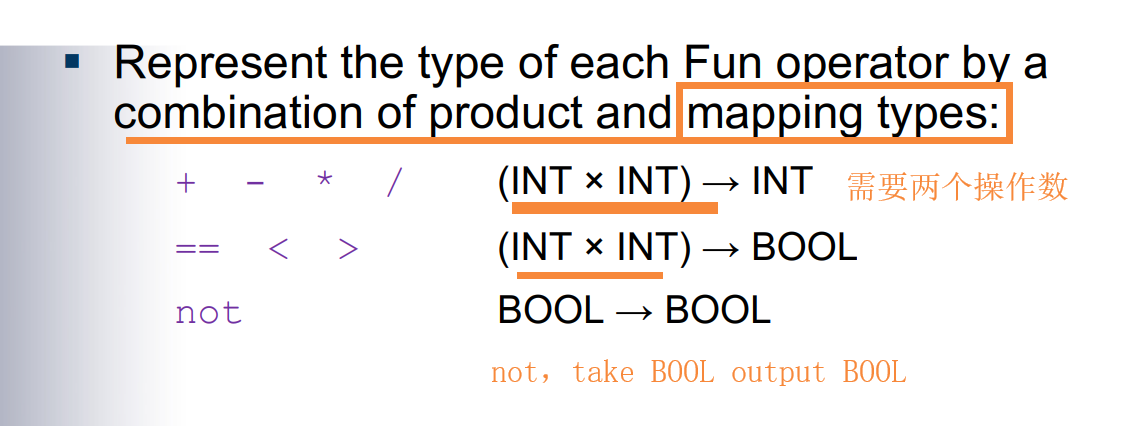 ▪ Represent the type of each Fun operator by a
combination of product and mapping types:
+ - * / (INT × INT) → INT 需要两个操作数
== < > (INT × INT) → BOOL
not BOOL → BOOL
not, take BOOL output BOOL